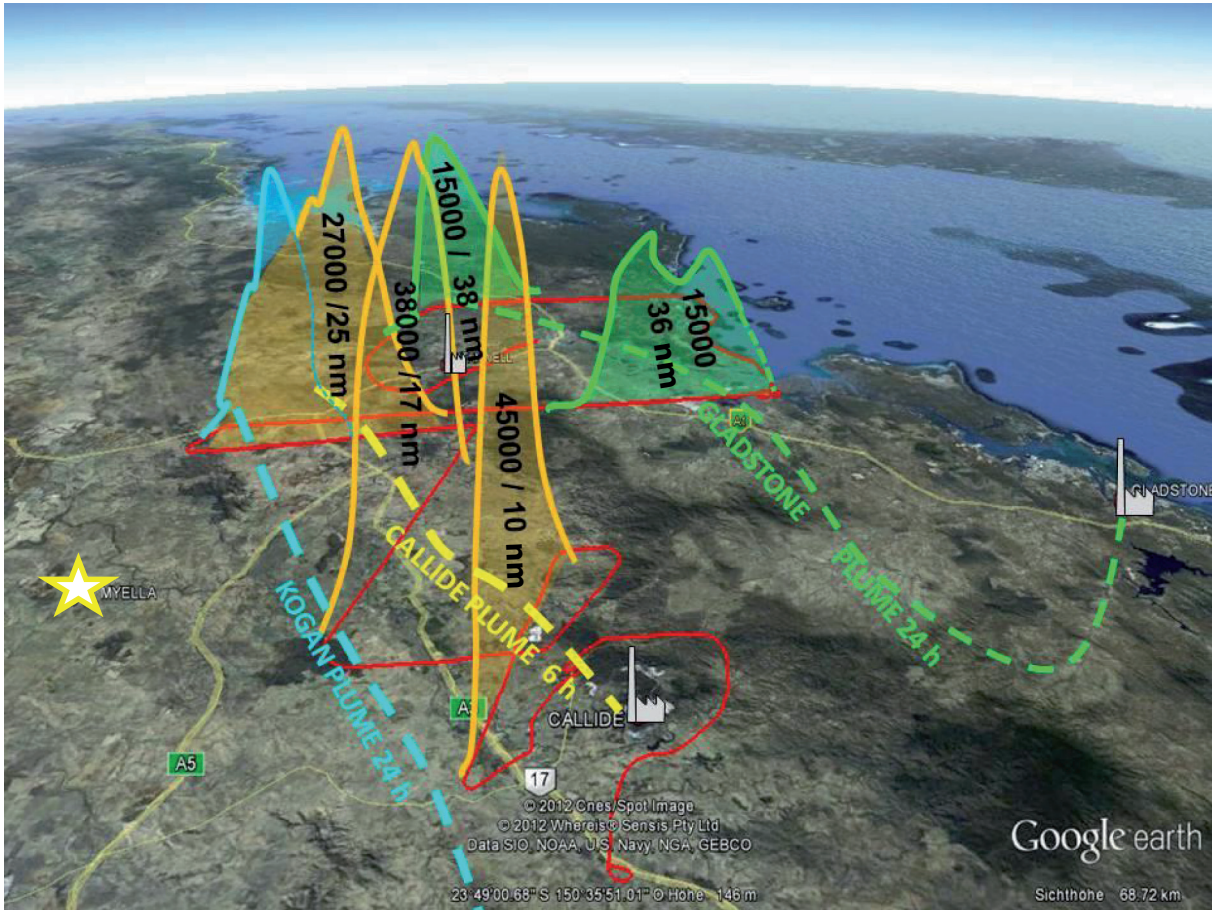 15000 / 38 nm
27000 /25 nm
38000 /17 nm
45000 / 10 nm
15000
36 nm
GLADSTONE
PLUME 24 h
A1
GLADSTONE
CALLIDE PLUME 6 h
KOGAN PLUME 24 h
MYELLA
CALLIDE
A5
17
© 2012 Cnes/Spot Image
© 2012 Whereis® Sensis Pty Ltd
Data SIO, NOAA, U.S. Navy, NGA, GEBCO
Google earth
23°49'00.68" S 150°35'51.01" O Höhe 146 m
Sichthöhe 68.72 km